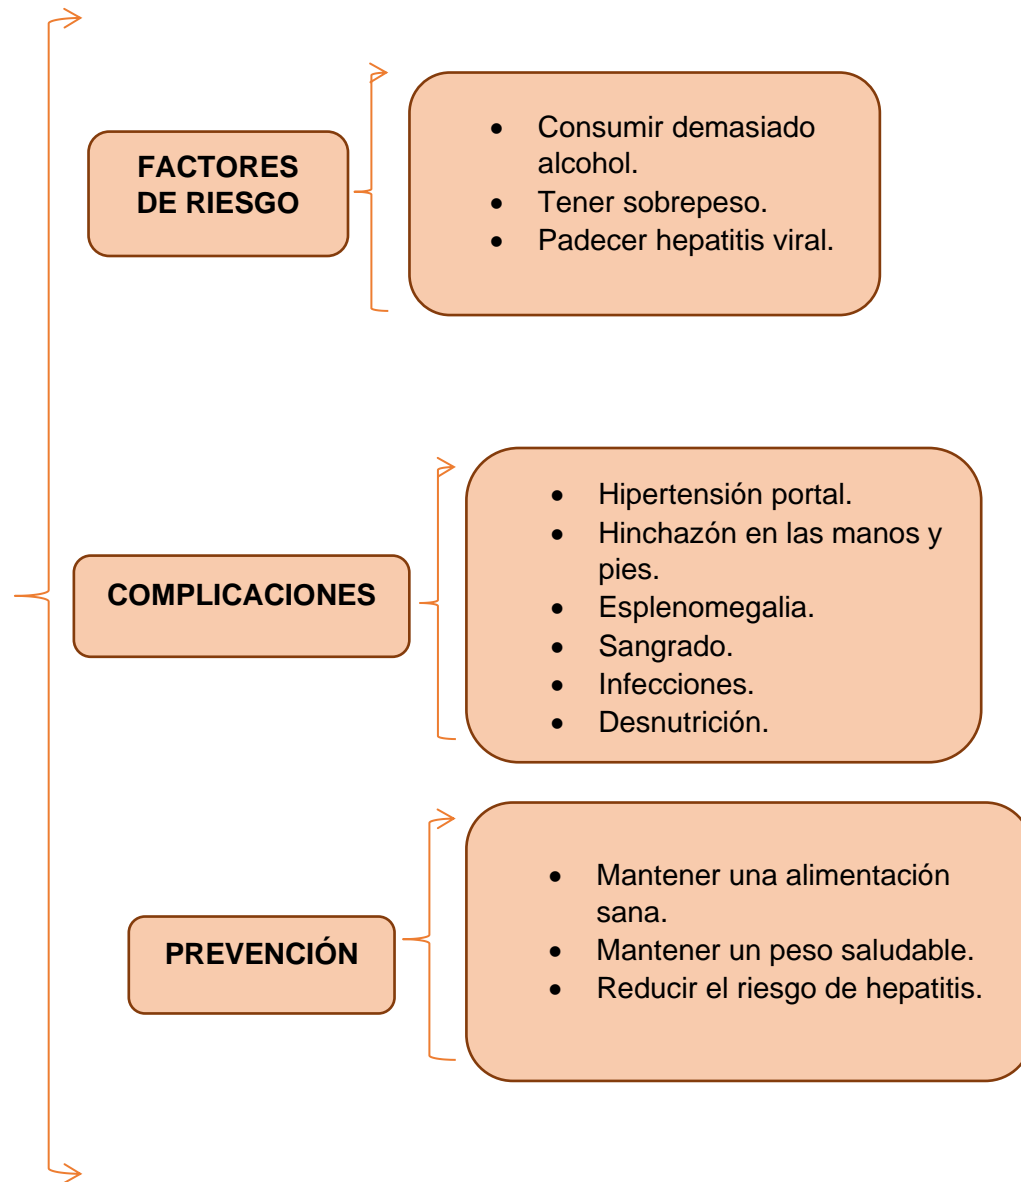 FACTORES
DE RIESGO
• Consumir demasiado
alcohol.
• Tener sobrepeso.
• Padecer hepatitis viral.
COMPLICACIONES
• Hipertensión portal.
• Hinchazón en las manos y
pies.
• Esplenomegalia.
• Sangrado.
• Infecciones.
• Desnutrición.
PREVENCIÓN
• Mantener una alimentación
sana.
• Mantener un peso saludable.
• Reducir el riesgo de hepatitis.